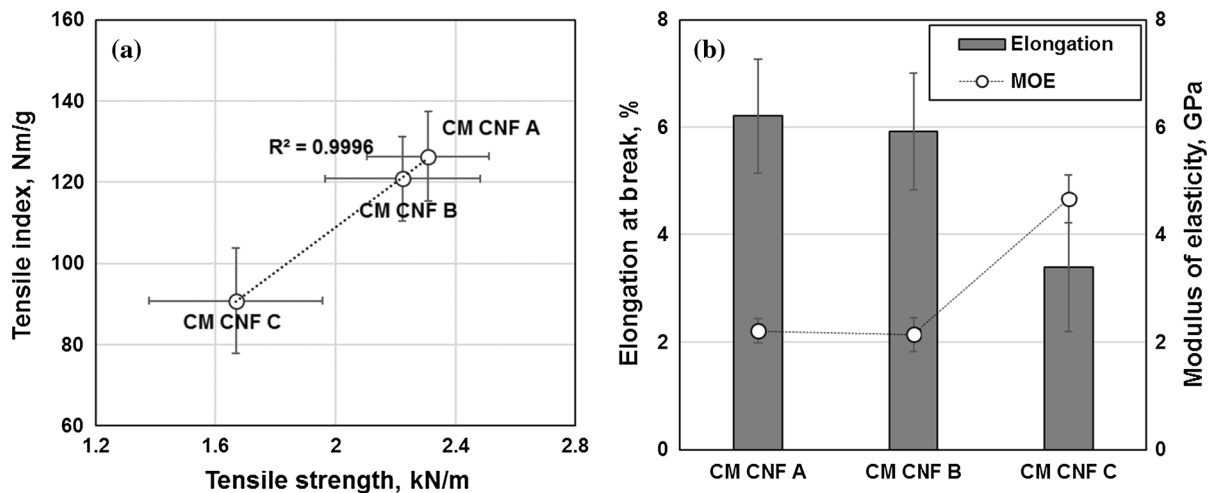 (a)
Tensile index, Nm/g
160
140
120
100
80
60
R² = 0.9996
CM CNF A
CM CNF B
CM CNF C
1.2
1.6
2
2.4
2.8
Tensile strength, kN/m
(b)
Elongation at break, %
8
6
4
2
0
Elongation
MOE
8
6
4
2
0
Modulus of elasticity, GPa
CM CNF A
CM CNF B
CM CNF C